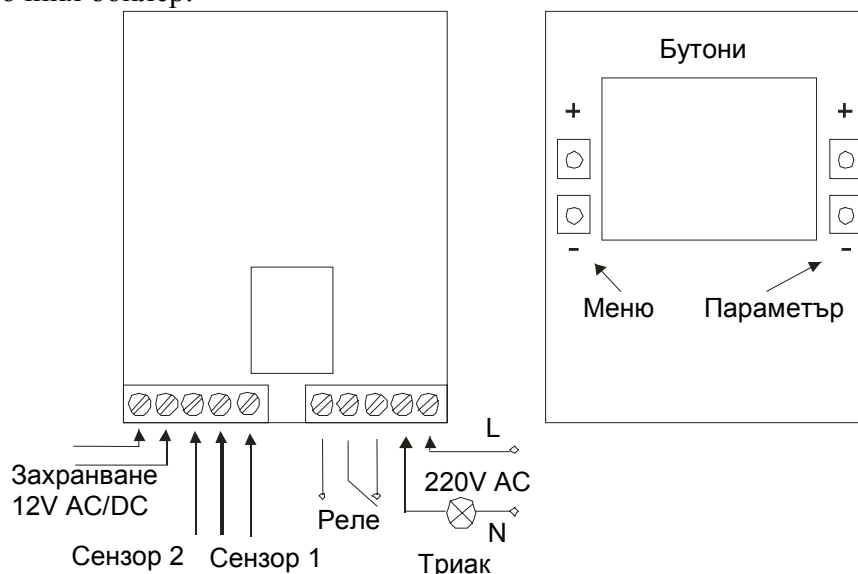 Бутони
+ +
- -
Меню Параметър
L
Захранване 220V AC
12V AC/DC
Реле
N
Сензор 2 Сензор 1
Триак